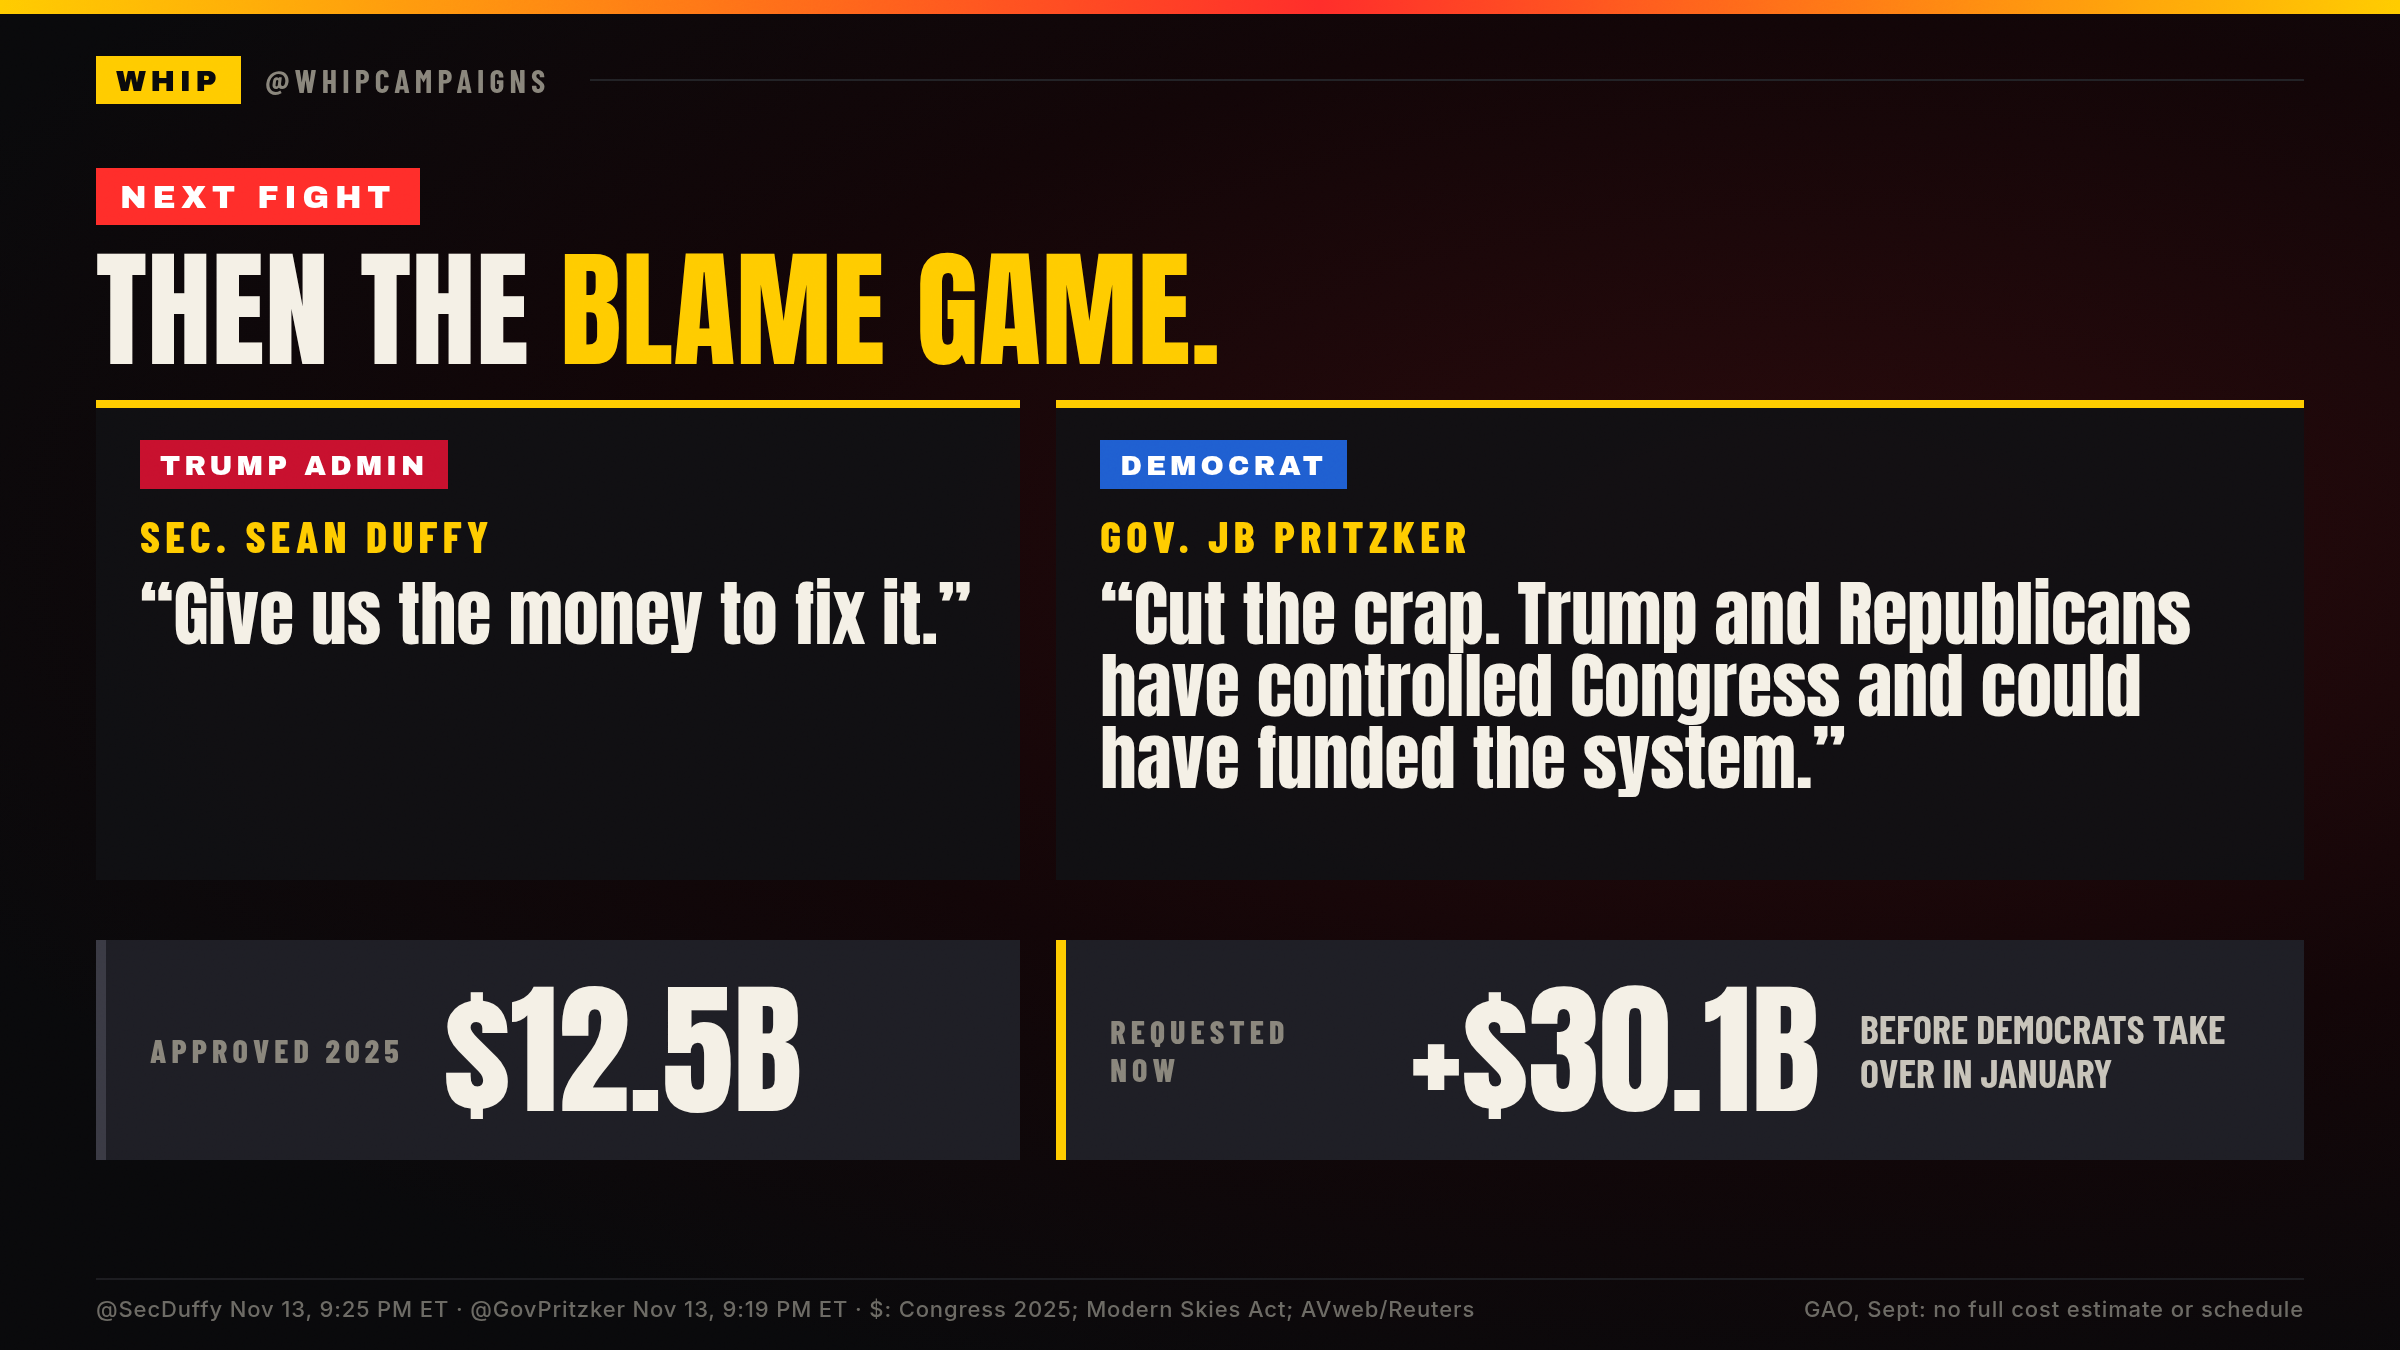 WHIP @WHIPCAMPAIGNS
NEXT FIGHT
THEN THE BLAME GAME.
TRUMP ADMIN
SEC. SEAN DUFFY
“Give us the money to fix it.”
DEMOCRAT
GOV. JB PRITZKER
“Cut the crap. Trump and Republicans
have controlled Congress and could
have funded the system.”
APPROVED 2025
$12.5B
REQUESTED
NOW
+$30.1B
BEFORE DEMOCRATS TAKE
OVER IN JANUARY
@SecDuffy Nov 13, 9:25 PM ET · @GovPritzker Nov 13, 9:19 PM ET · $: Congress 2025; Modern Skies Act; AVweb/Reuters
GAO, Sept: no full cost estimate or schedule